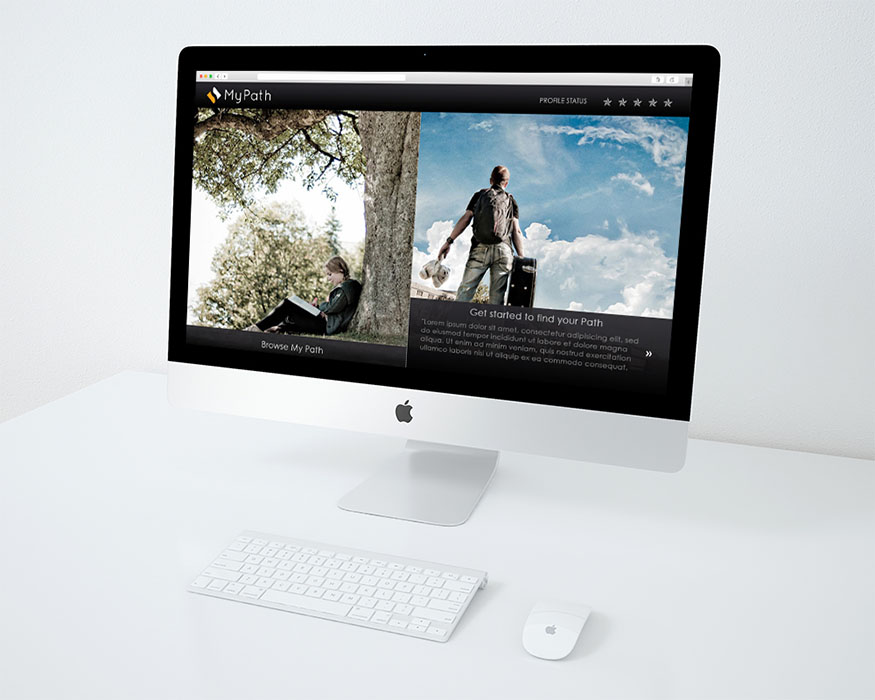 MyPath
PROFILE STATUS
Browse My Path
Get started to find your Path
"Lorem ipsum dolor sit amet, consectetur adipisicing elit, sed
do eiusmod tempor incididunt ut labore et dolore magna
aliqua. Ut enim ad minim veniam, quis nostrud exercitation
ullamco laboris nisi ut aliquip ex ea commodo consequat.
»